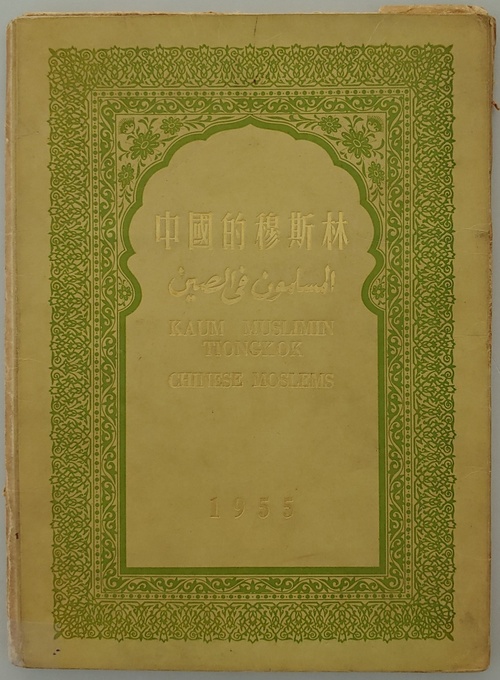 中國的穆斯林
المسلمون في الصين
KAUM MUSLIMIN
TIONGKOK
CHINESE MOSLEMS
1955